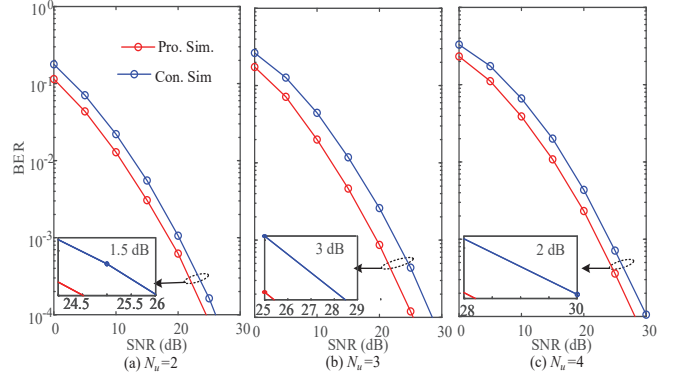 10^0
10^-1
10^-2
10^-3
10^-4
BER
Pro. Sim.
Con. Sim
1.5 dB
24.5 25.5 26
0 10 20 30
SNR (dB)
(a) N_u=2
3 dB
25 26 27, 28 29
0 10 20 30
SNR (dB)
(b) N_u=3
2 dB
28 30
0 10 20 30
SNR (dB)
(c) N_u=4